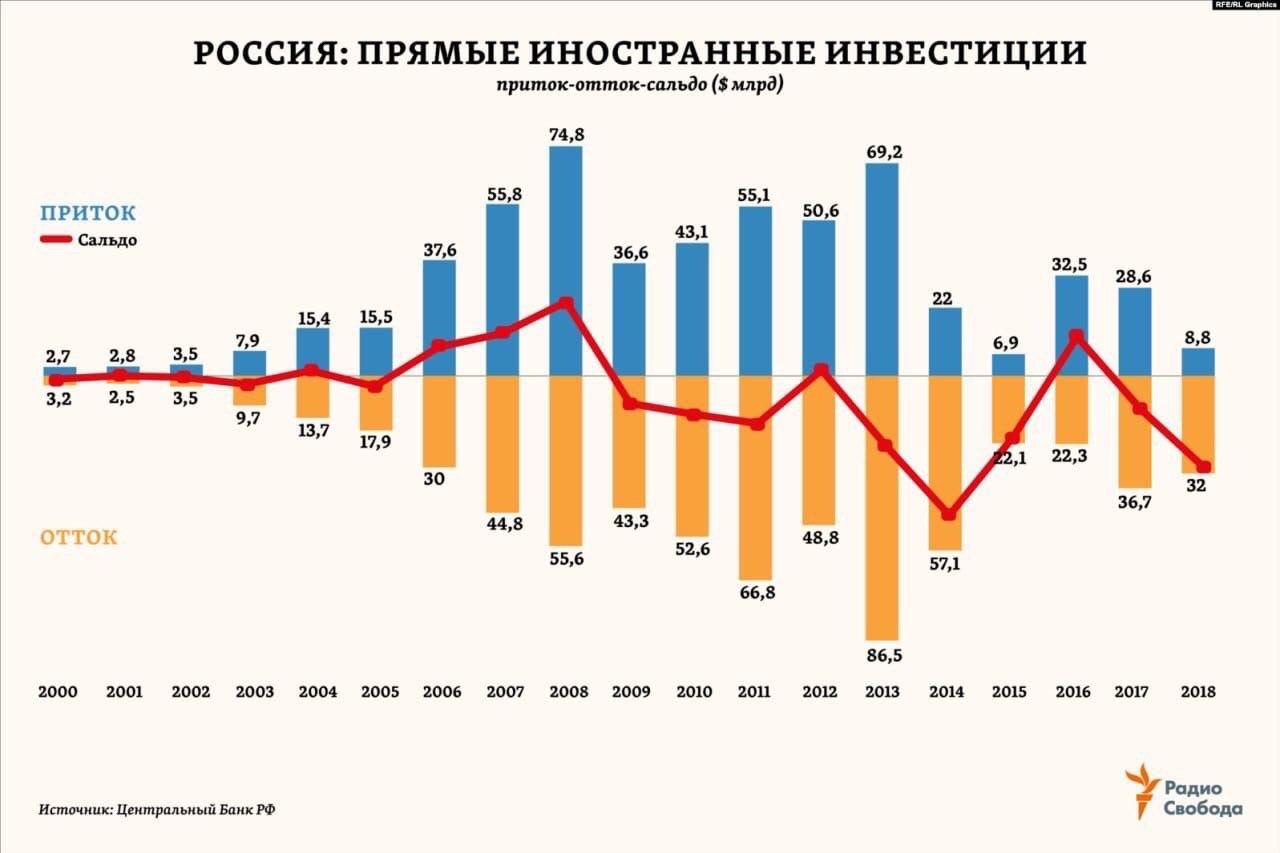 RFE/RL Graphics
РОССИЯ: ПРЯМЫЕ ИНОСТРАННЫЕ ИНВЕСТИЦИИ
приток-отток-сальдо ($ млрд)
ПРИТОК
Сальдо
2,7 2,8 3,5 7,9 15,4 15,5 37,6 55,8 74,8 36,6 43,1 55,1 50,6 69,2 22 6,9 32,5 28,6 8,8
3,2 2,5 3,5 9,7 13,7 17,9 30 44,8 55,6 43,3 52,6 66,8 48,8 86,5 57,1 22,1 22,3 36,7 32
ОТТОК
2000 2001 2002 2003 2004 2005 2006 2007 2008 2009 2010 2011 2012 2013 2014 2015 2016 2017 2018
Источник: Центральный Банк РФ
Радио
Свобода